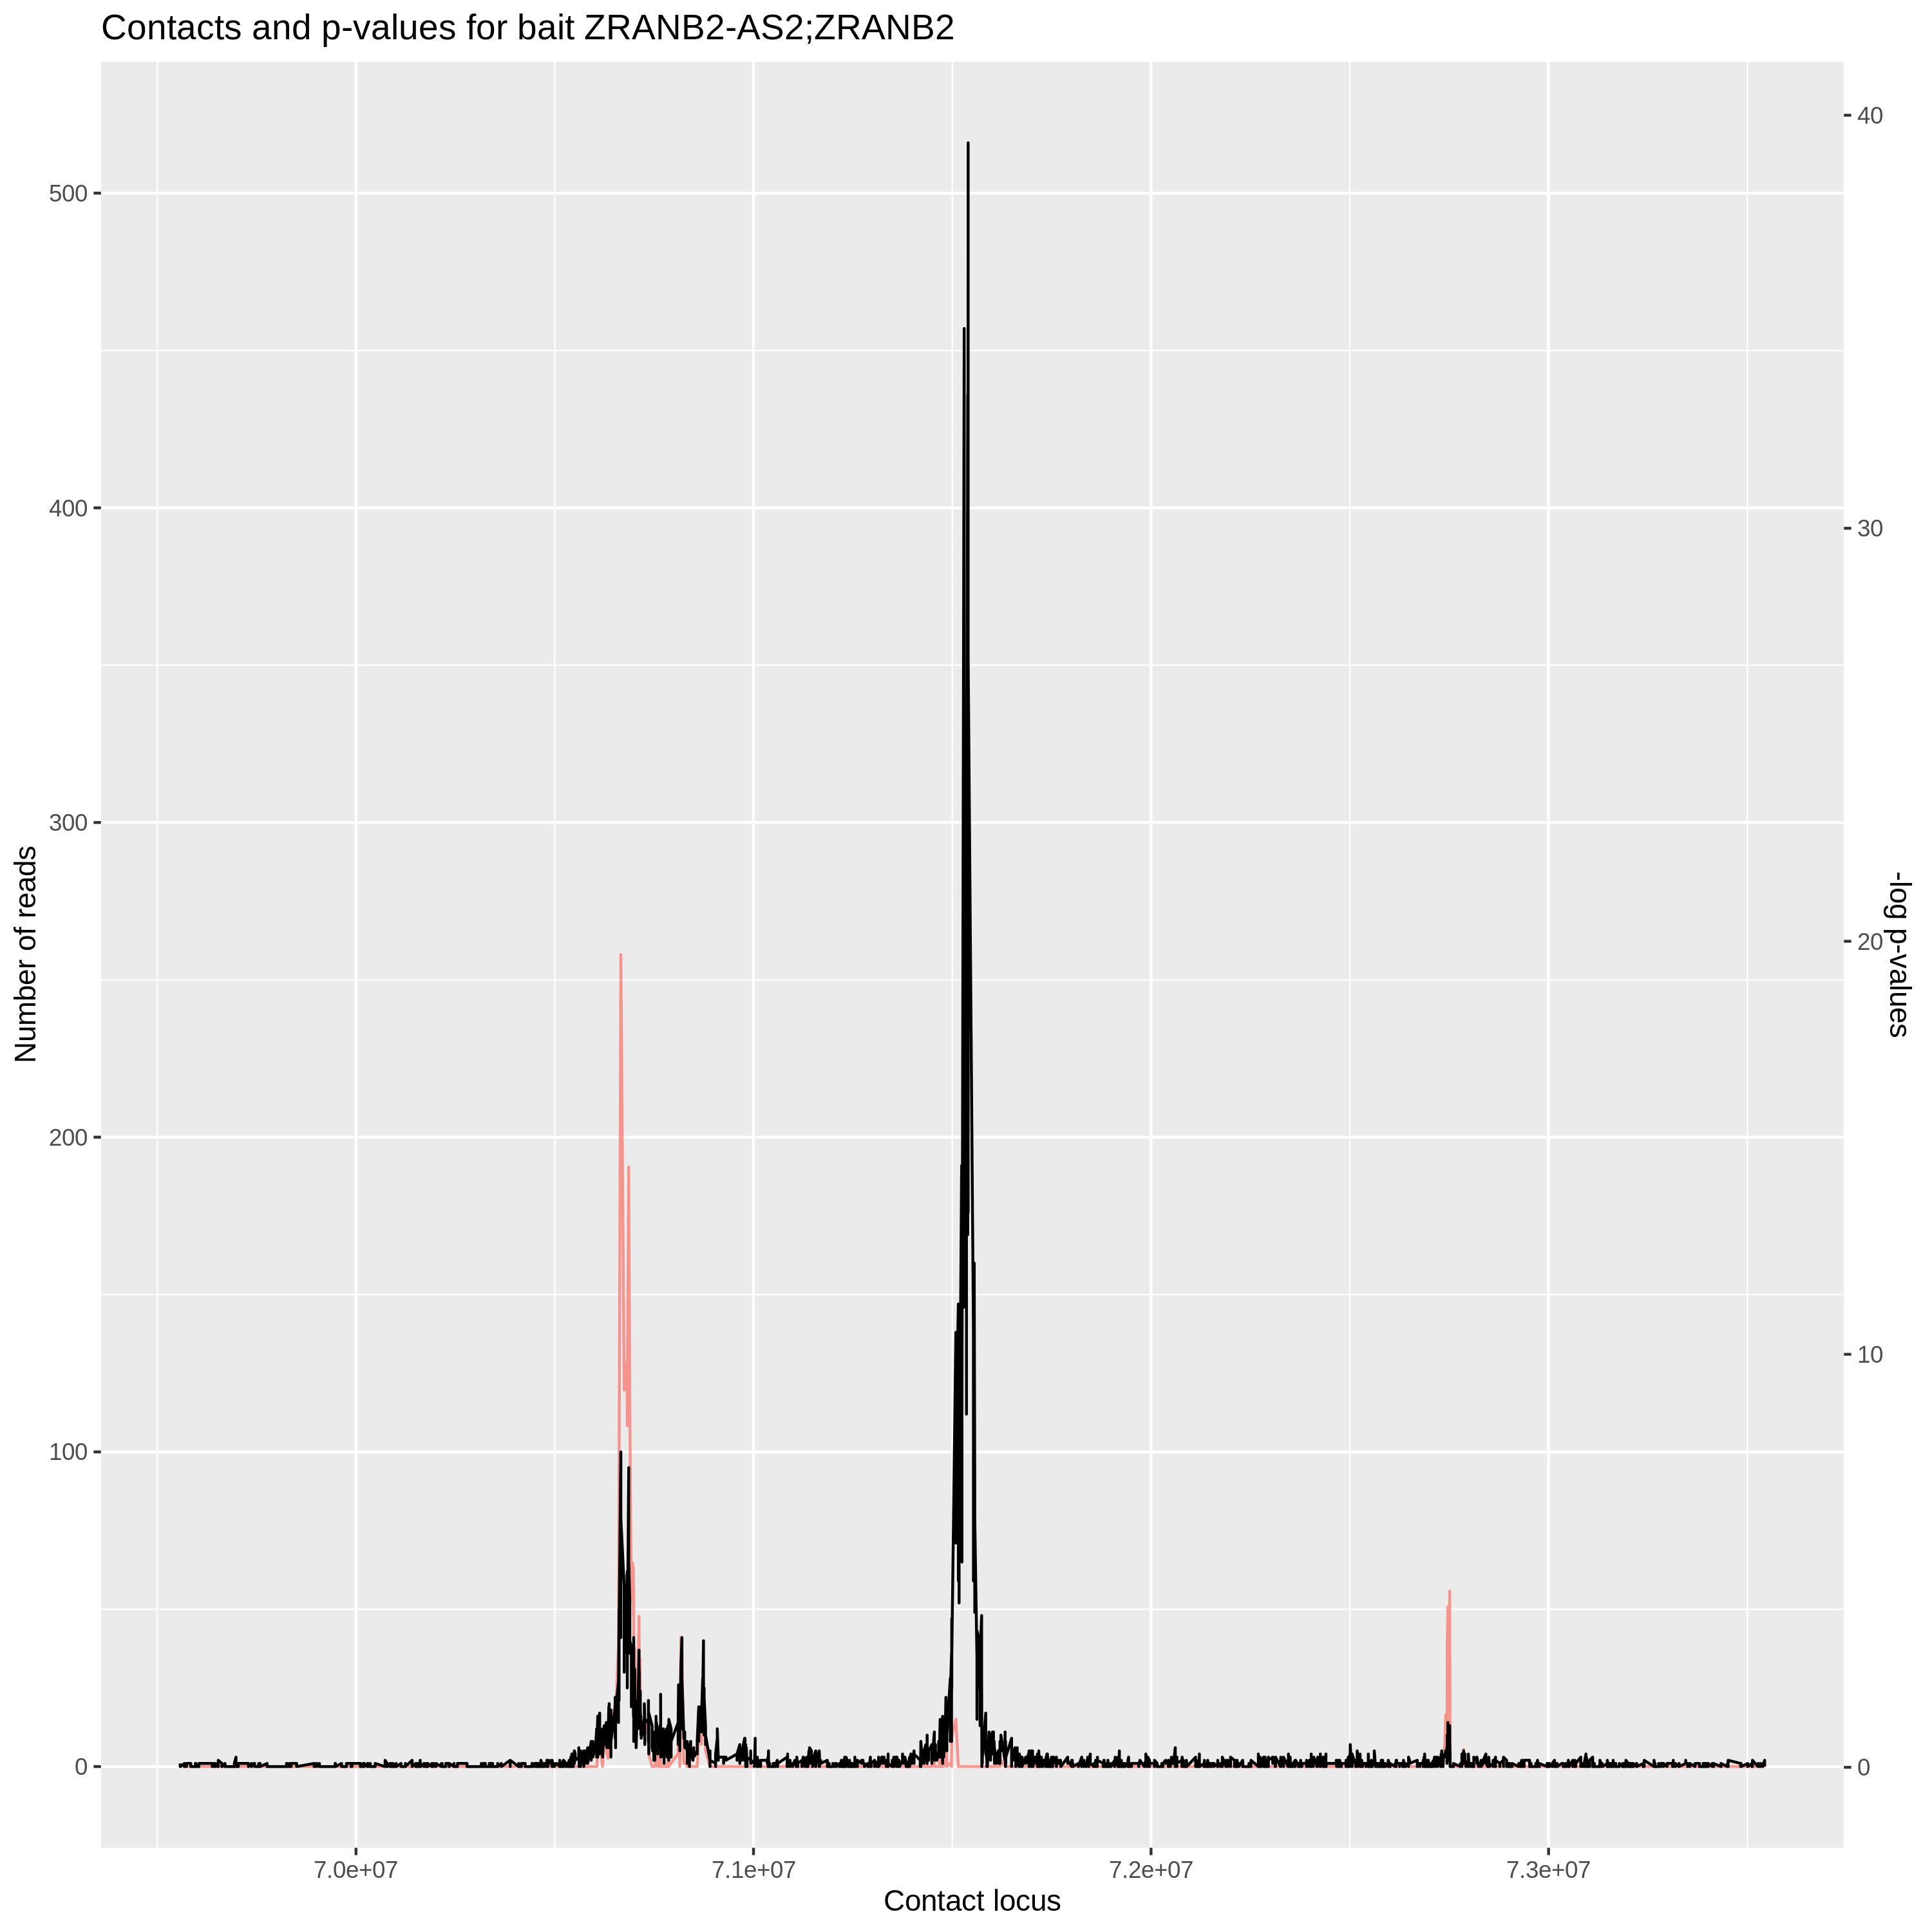 Contacts and p-values for bait ZRANB2-AS2;ZRANB2
Number of reads
500
400
300
200
100
0
40
30
20
10
0
-log p-values
7.0e+07 7.1e+07 7.2e+07 7.3e+07
Contact locus